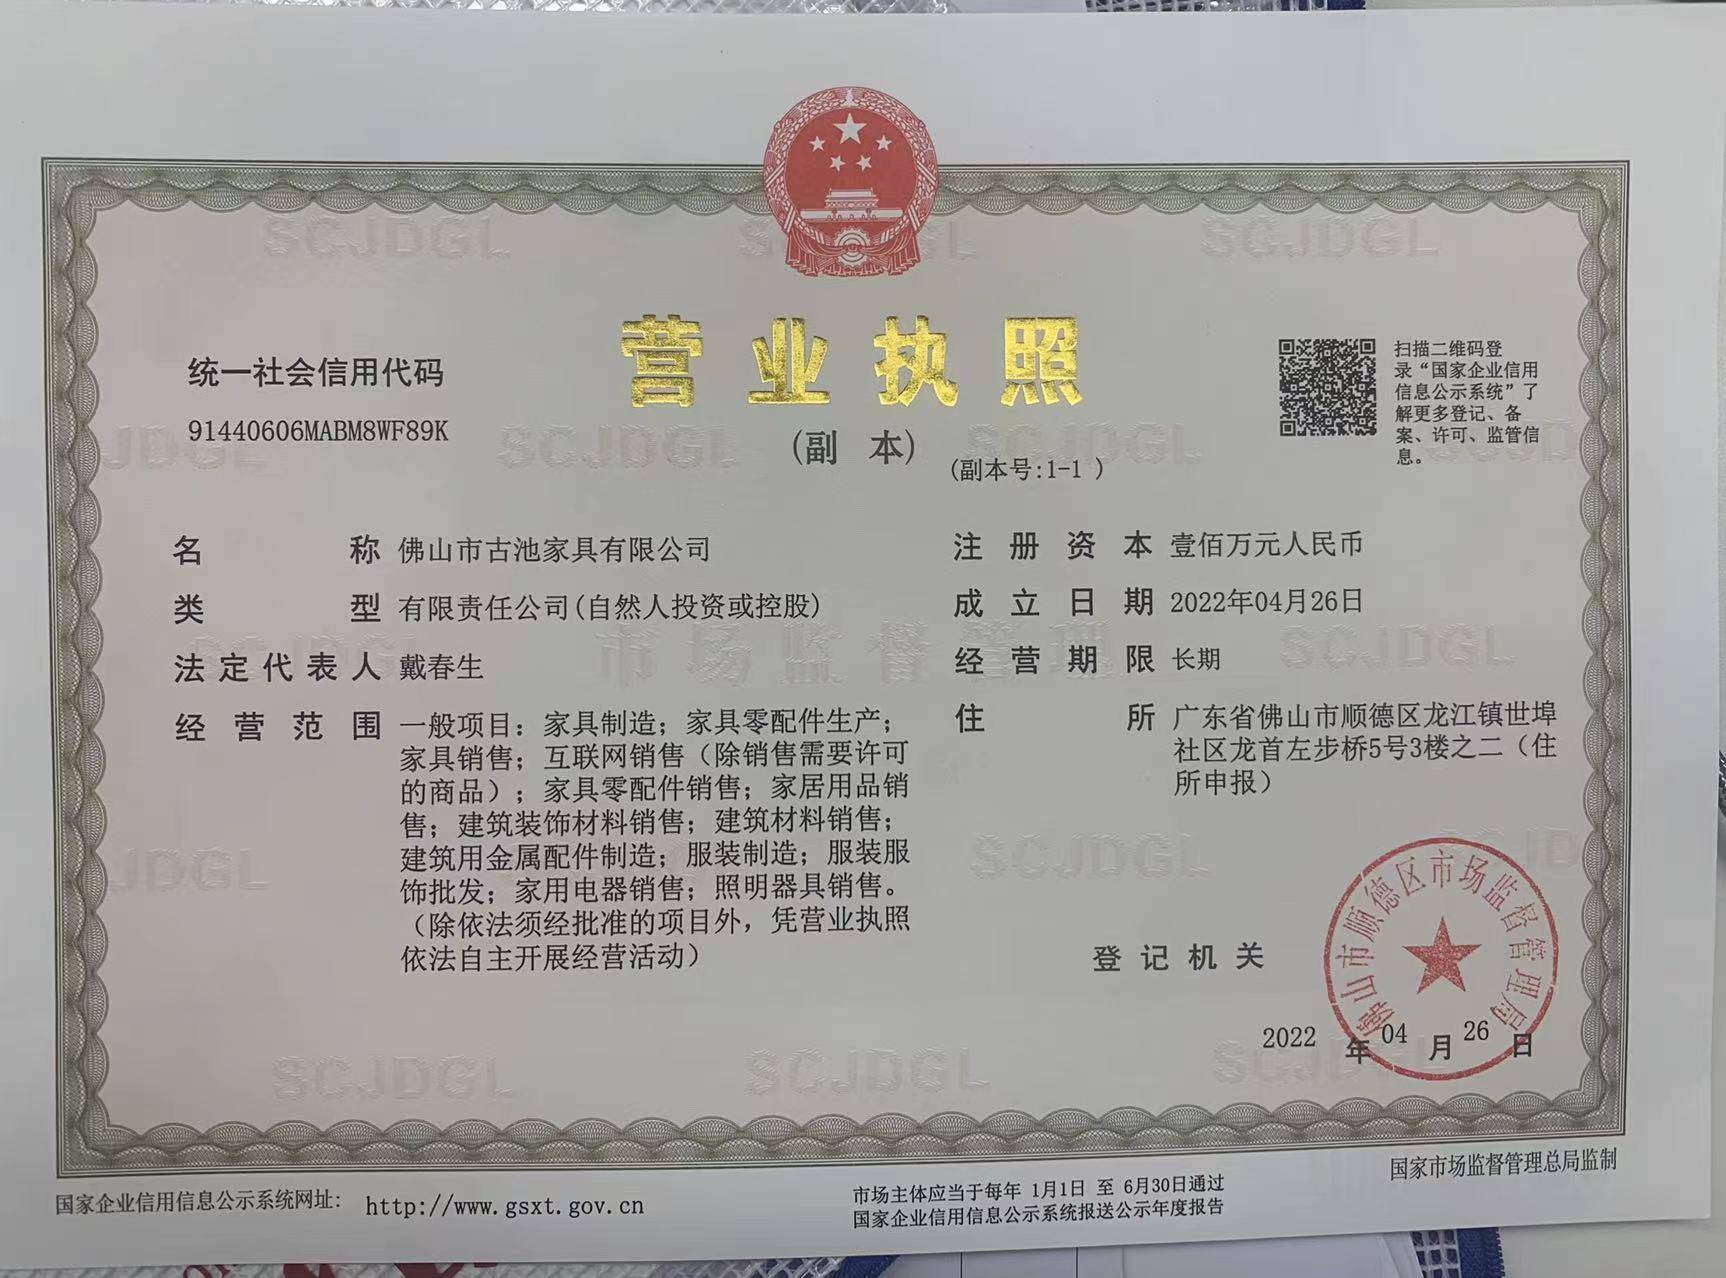 营业执照
(副 本)
(副本号:1-1 )
统一社会信用代码
91440606MABM8WF89K
扫描二维码登
录“国家企业信用
信息公示系统”了
解更多登记、备
案、许可、监管信
息。
名 称 佛山市古池家具有限公司
类 型 有限责任公司(自然人投资或控股)
法定代表人 戴春生
经营范围 一般项目：家具制造；家具零配件生产；
家具销售；互联网销售（除销售需要许可
的商品）；家具零配件销售；家居用品销
售；建筑装饰材料销售；建筑材料销售；
建筑用金属配件制造；服装制造；服装服
饰批发；家用电器销售；照明器具销售。
（除依法须经批准的项目外，凭营业执照
依法自主开展经营活动）
注册资本 壹佰万元人民币
成立日期 2022年04月26日
经营期限 长期
住 所 广东省佛山市顺德区龙江镇世埠
社区龙首左步桥5号3楼之二（住
所申报）
登记机关
佛山市顺德区市场监督管理局
2022 年 04 月 26 日
SCJDGL
市场监督管理
国家企业信用信息公示系统网址： http://www.gsxt.gov.cn
市场主体应当于每年 1月1日 至 6月30日通过
国家企业信用信息公示系统报送公示年度报告
国家市场监督管理总局监制